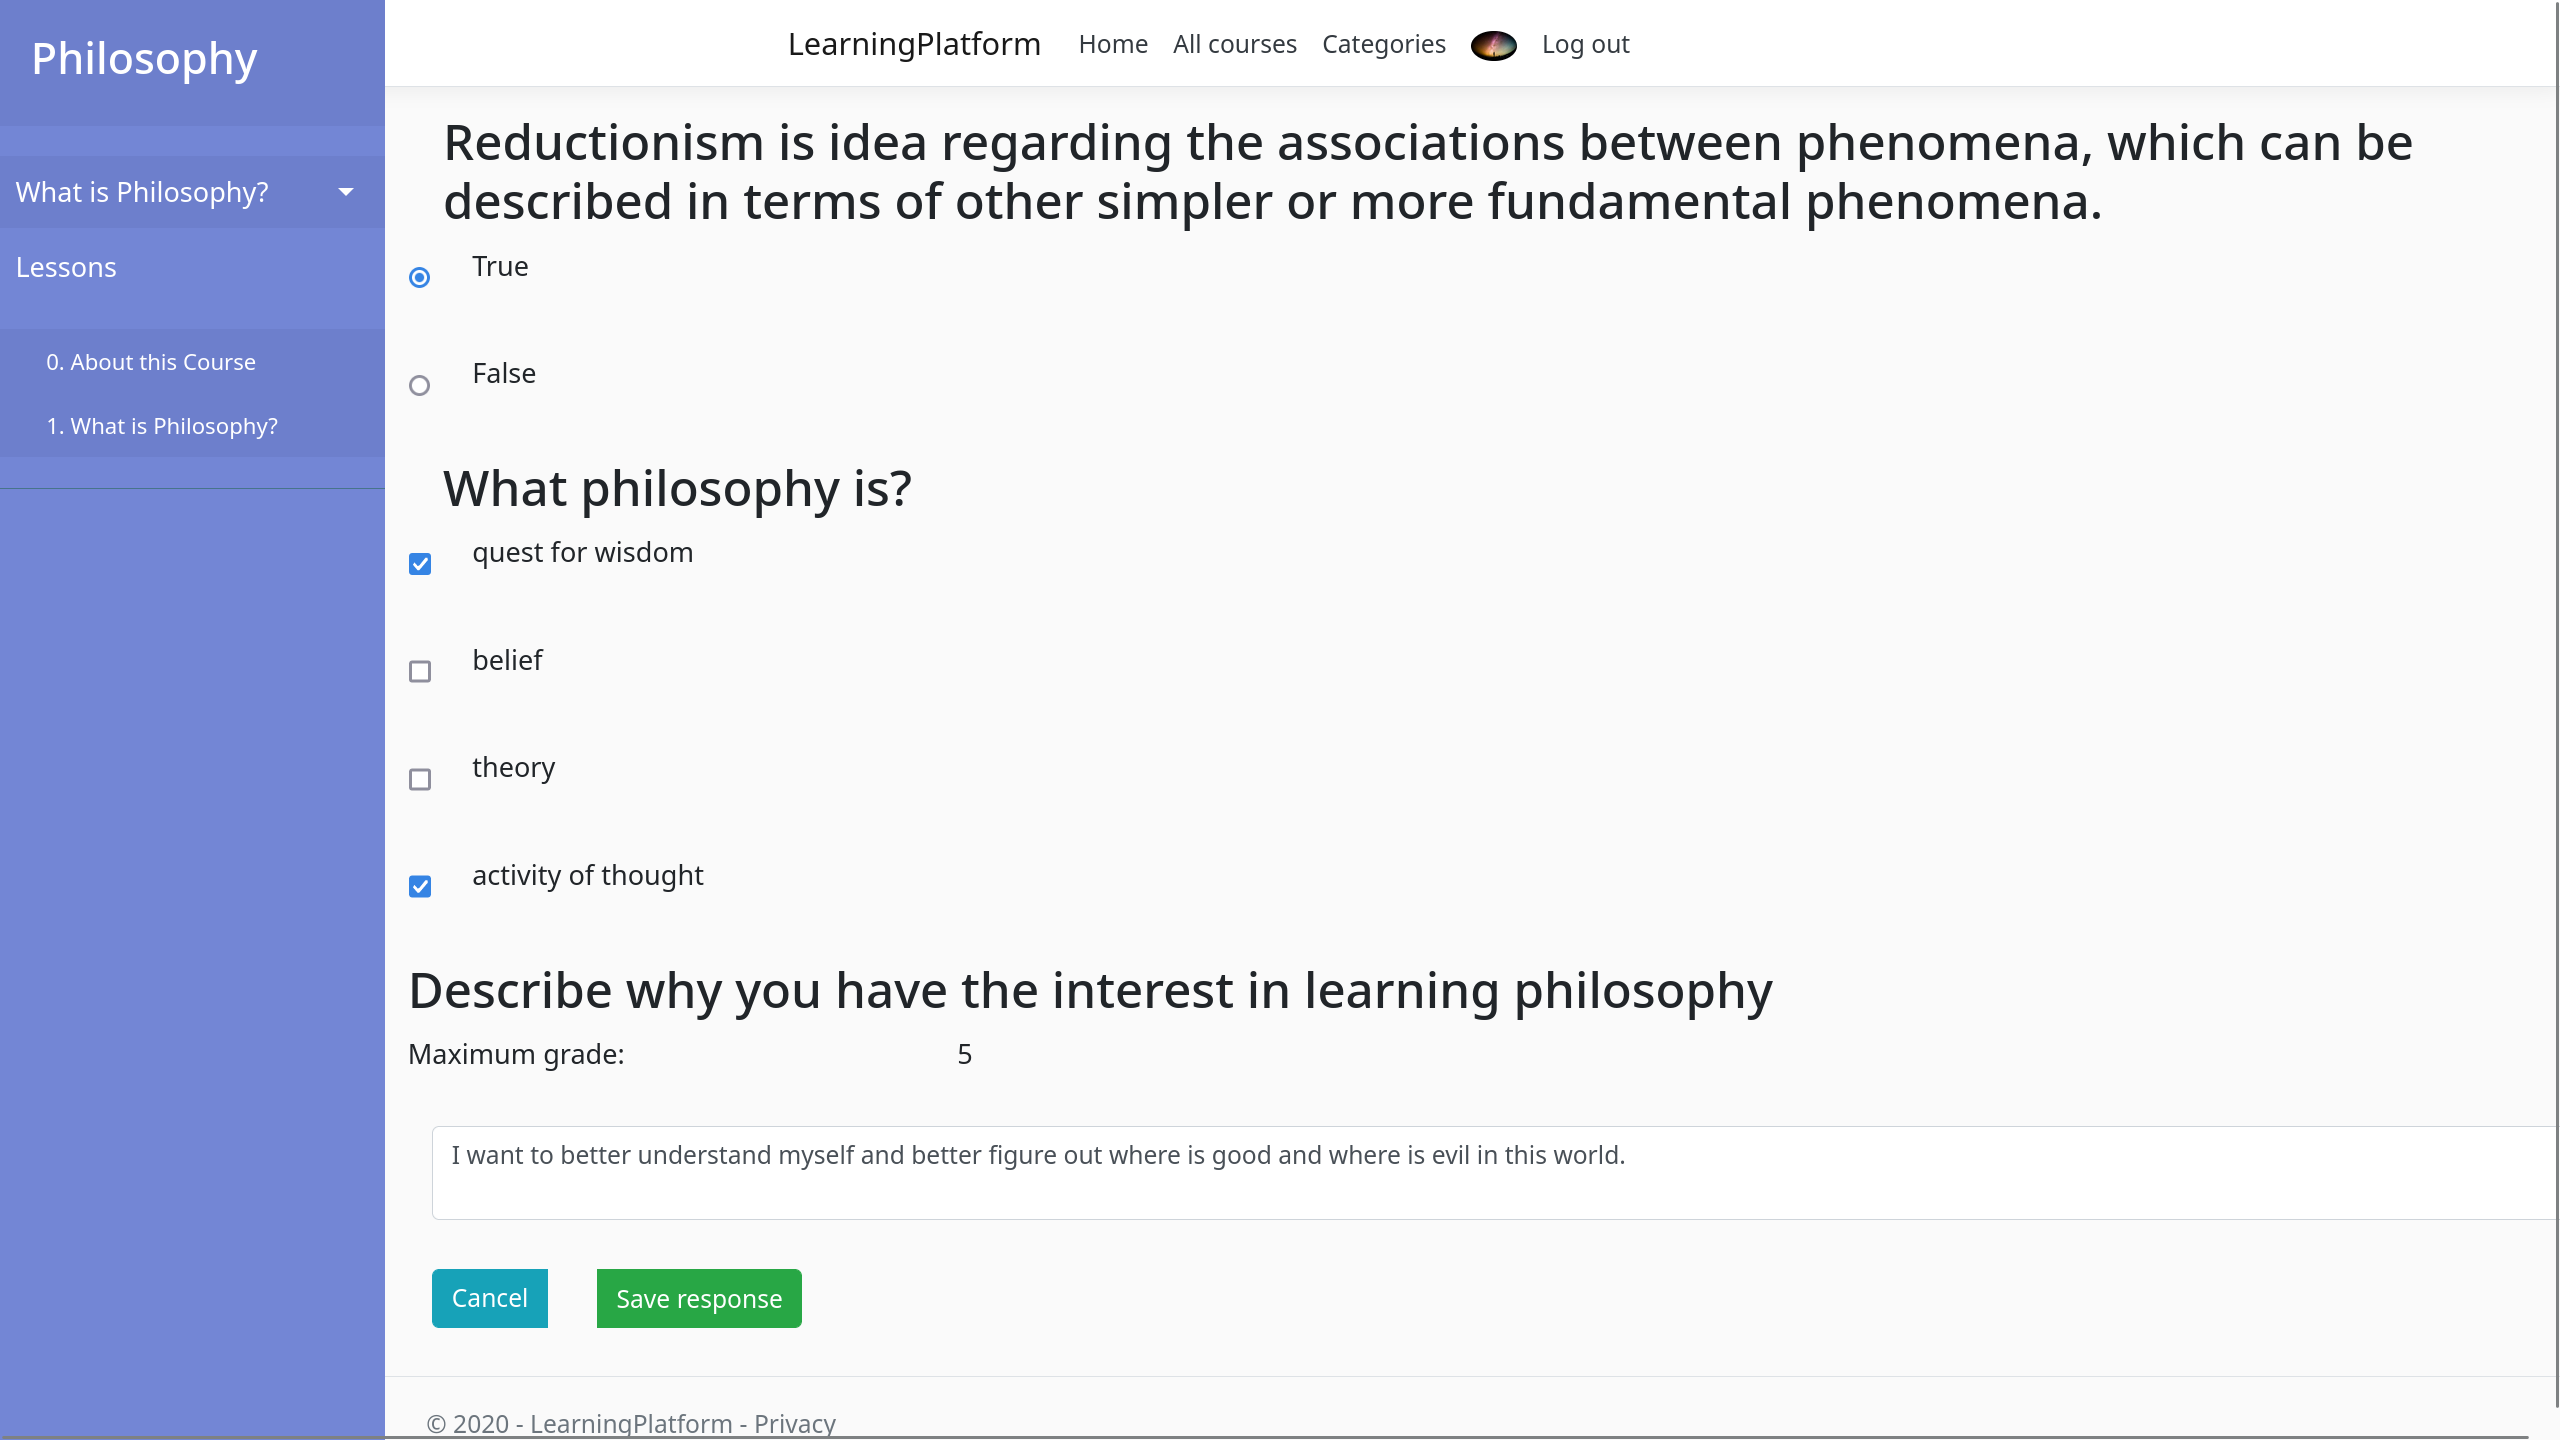 Philosophy
What is Philosophy?
Lessons
0. About this Course
1. What is Philosophy?
LearningPlatform Home All courses Categories Log out
Reductionism is idea regarding the associations between phenomena, which can be
described in terms of other simpler or more fundamental phenomena.
True
False
What philosophy is?
quest for wisdom
belief
theory
activity of thought
Describe why you have the interest in learning philosophy
Maximum grade: 5
I want to better understand myself and better figure out where is good and where is evil in this world.
Cancel Save response
© 2020 - LearningPlatform - Privacy